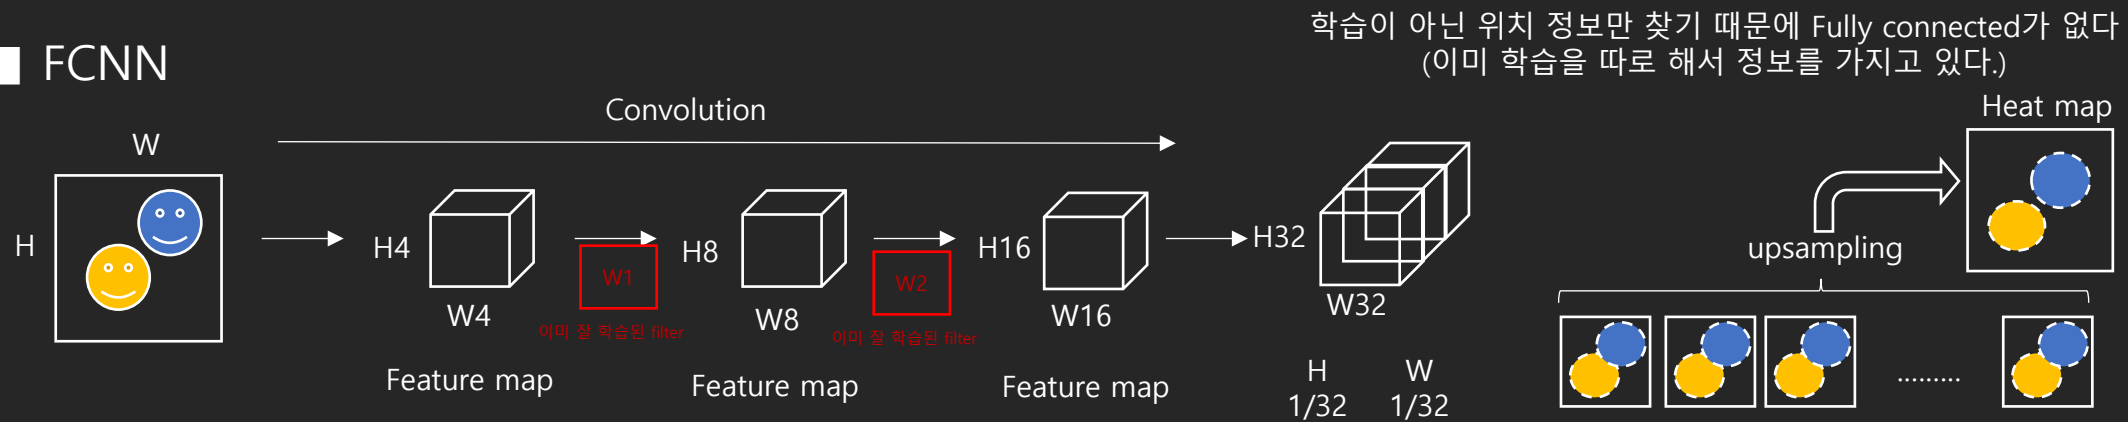 학습이 아닌 위치 정보만 찾기 때문에 Fully connected가 없다
(이미 학습을 따로 해서 정보를 가지고 있다.)
FCNN
Convolution
Heat map
W
H
H4
W4
W1
이미 잘 학습된 filter
H8
W8
W2
이미 잘 학습된 filter
H16
W16
H32
W32
upsampling
Feature map
Feature map
Feature map
H W
1/32 1/32
.........